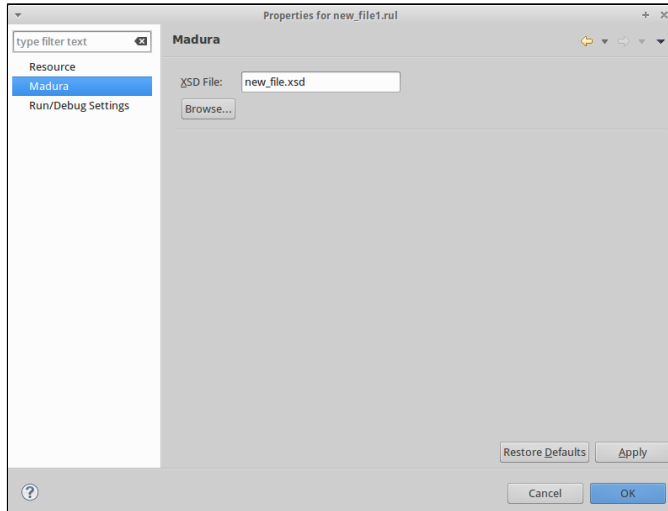 Properties for new_file1.rul
type filter text
Madura
Resource
Madura
Run/Debug Settings
XSD File:
new_file.xsd
Browse...
Restore Defaults
Apply
Cancel
OK